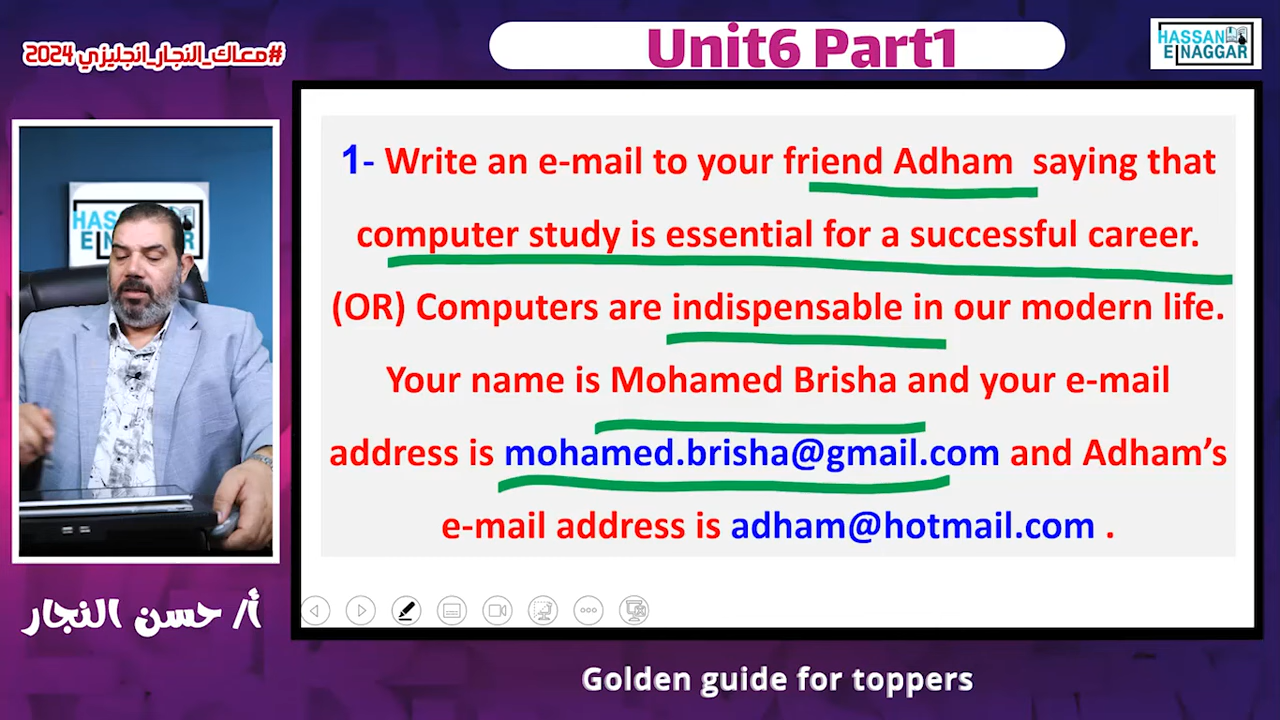 #معاك_النجار_انجليزي 2024
Unit6 Part1
HASSAN
ElNAGGAR
HASSAN
1- Write an e-mail to your friend Adham saying that
computer study is essential for a successful career.
(OR) Computers are indispensable in our modern life.
Your name is Mohamed Brisha and your e-mail
address is mohamed.brisha@gmail.com and Adham’s
e-mail address is adham@hotmail.com .
أ/ حسن النجار
Golden guide for toppers